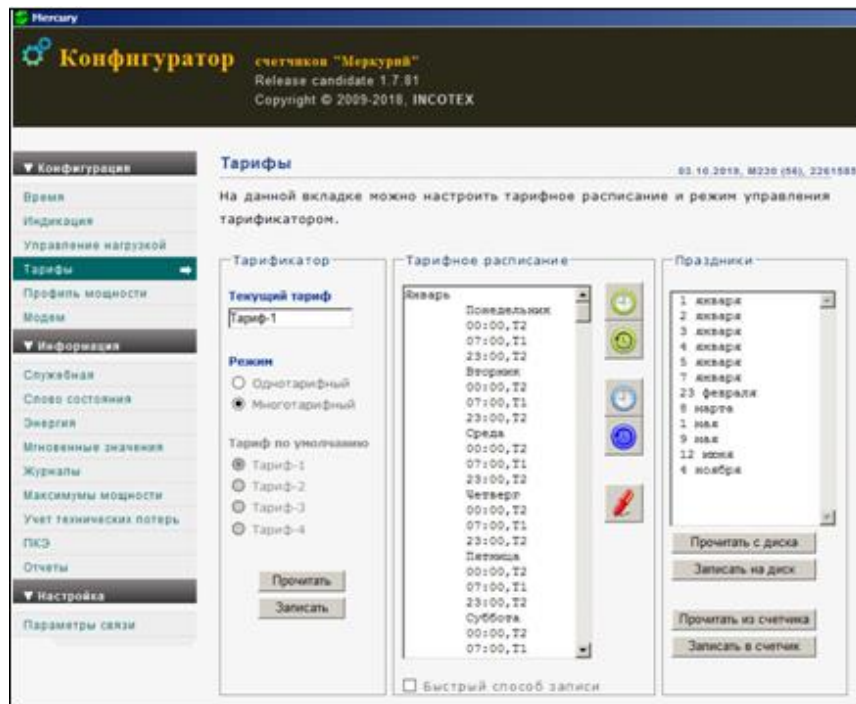 Mercury
Конфигуратор счетчиков "Меркурий"
Release candidate 1.7.81
Copyright © 2009-2018, INCOTEX
▼ Конфигурация
Время
Индикация
Управление нагрузкой
Тарифы
Профиль мощности
Модем
▼ Информация
Служебная
Слово состояния
Энергия
Мгновенные значения
Журналы
Максимумы мощности
Учет технических потерь
ПКЭ
Отчеты
▼ Настройка
Параметры связи
Тарифы
На данной вкладке можно настроить тарифное расписание и режим управления
тарификатором.
Тарификатор
Текущий тариф
Тариф-1
Режим
Однотарифный
Многотарифный
Тариф по умолчанию
Тариф-1
Тариф-2
Тариф-3
Тариф-4
Прочитать
Записать
Тарифное расписание
Январь
Понедельник
00:00,T2
07:00,T1
23:00,T2
Вторник
00:00,T2
07:00,T1
23:00,T2
Среда
00:00,T2
07:00,T1
23:00,T2
Четверг
00:00,T2
07:00,T1
23:00,T2
Пятница
00:00,T2
07:00,T1
23:00,T2
Суббота
00:00,T2
07:00,T1
Быстрый способ записи
Праздники
1 января
2 января
3 января
4 января
5 января
7 января
23 февраля
8 марта
1 мая
9 мая
12 июня
4 ноября
Прочитать с диска
Записать на диск
Прочитать из счетчика
Записать в счетчик